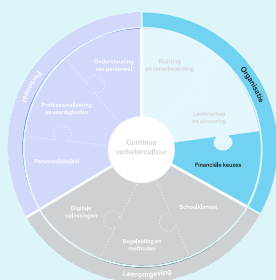 Ondersteuning
van personeel
Richting
en verantwoording
Organisatie
Personeel
Professionalisering
en vaardigheden
Leiderschap
en uitvoering
Continue
verbetercultuur
Personeelsbeleid
Financiële keuzes
Digitale
oplossingen
Schoolklimaat
Begeleiding en
methoden
Leeromgeving